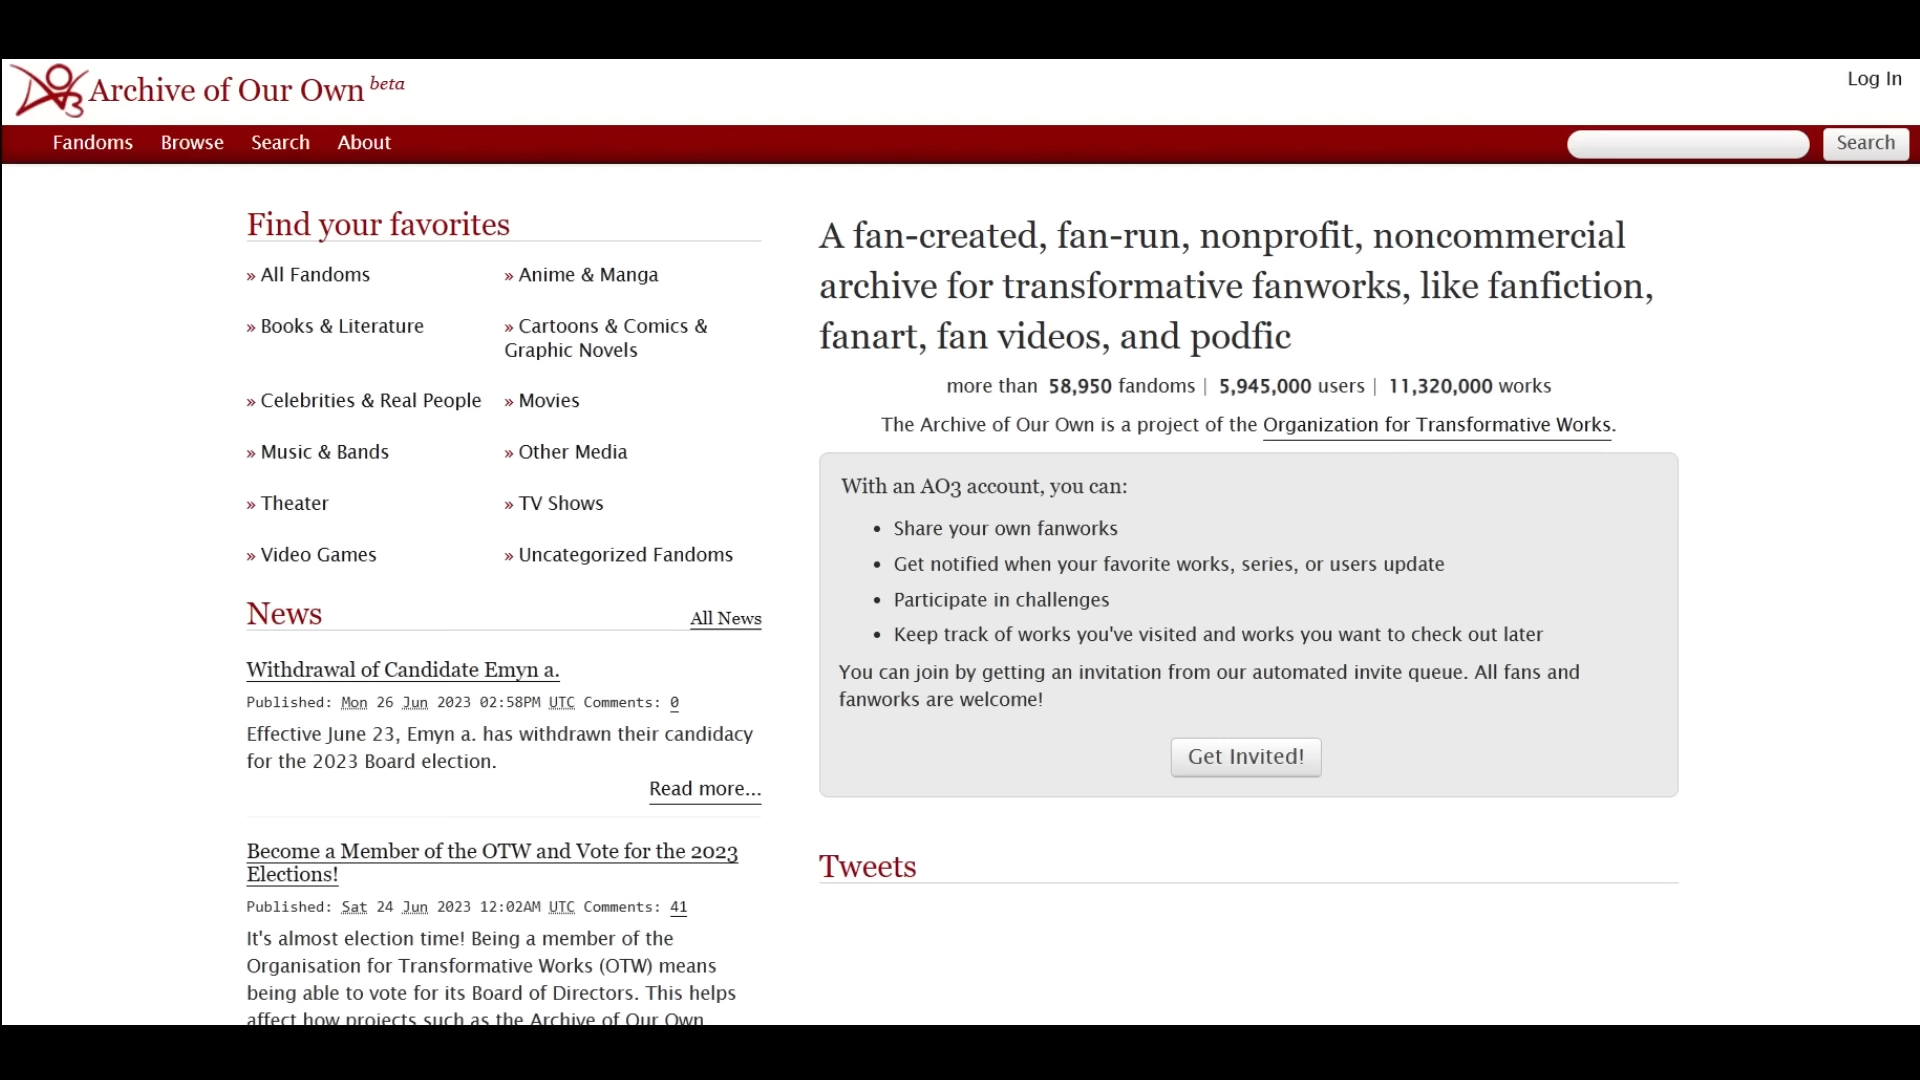 Archive of Our Own beta
Log In
Fandoms Browse Search About
Search
Find your favorites
» All Fandoms
» Anime & Manga
» Books & Literature
» Cartoons & Comics &
Graphic Novels
» Celebrities & Real People
» Movies
» Music & Bands
» Other Media
» Theater
» TV Shows
» Video Games
» Uncategorized Fandoms
News
All News
Withdrawal of Candidate Emyn a.
Published: Mon 26 Jun 2023 02:58PM UTC Comments: 0
Effective June 23, Emyn a. has withdrawn their candidacy
for the 2023 Board election.
Read more...
Become a Member of the OTW and Vote for the 2023
Elections!
Published: Sat 24 Jun 2023 12:02AM UTC Comments: 41
It's almost election time! Being a member of the
Organisation for Transformative Works (OTW) means
being able to vote for its Board of Directors. This helps
affect how projects such as the Archive of Our Own
A fan-created, fan-run, nonprofit, noncommercial
archive for transformative fanworks, like fanfiction,
fanart, fan videos, and podfic
more than 58,950 fandoms | 5,945,000 users | 11,320,000 works
The Archive of Our Own is a project of the Organization for Transformative Works.
With an AO3 account, you can:
• Share your own fanworks
• Get notified when your favorite works, series, or users update
• Participate in challenges
• Keep track of works you've visited and works you want to check out later
You can join by getting an invitation from our automated invite queue. All fans and
fanworks are welcome!
Get Invited!
Tweets